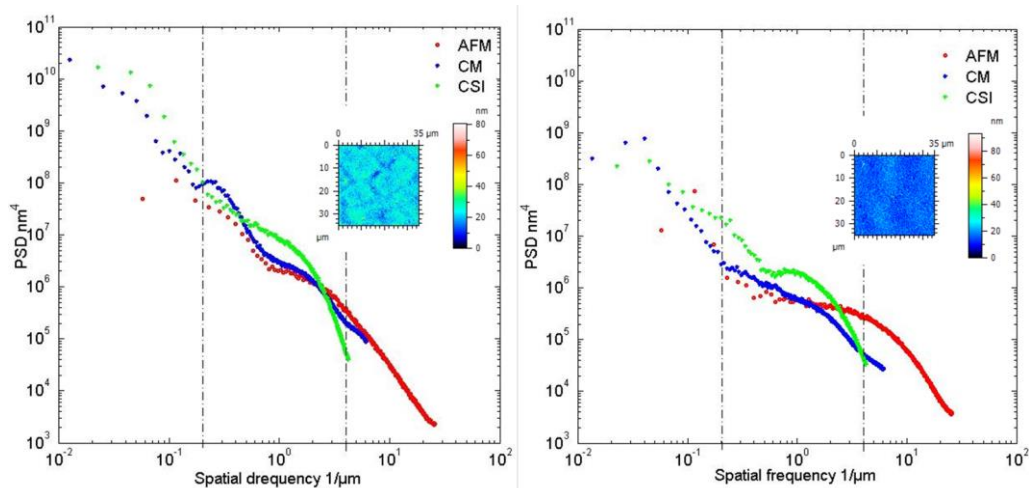 10¹¹
10¹⁰
10⁹
10⁸
10⁷
10⁶
10⁵
10⁴
10³
PSD nm⁴
10⁻² 10⁻¹ 10⁰ 10¹ 10²
Spatial drequency 1/µm
AFM
CM
CSI
nm
80
60
40
20
0
0 35 µm
0
10
20
30
µm
10¹¹
10¹⁰
10⁹
10⁸
10⁷
10⁶
10⁵
10⁴
10³
PSD nm⁴
10⁻² 10⁻¹ 10⁰ 10¹ 10²
Spatial frequency 1/µm
AFM
CM
CSI
nm
80
60
40
20
0
0 35 µm
0
10
20
30
µm